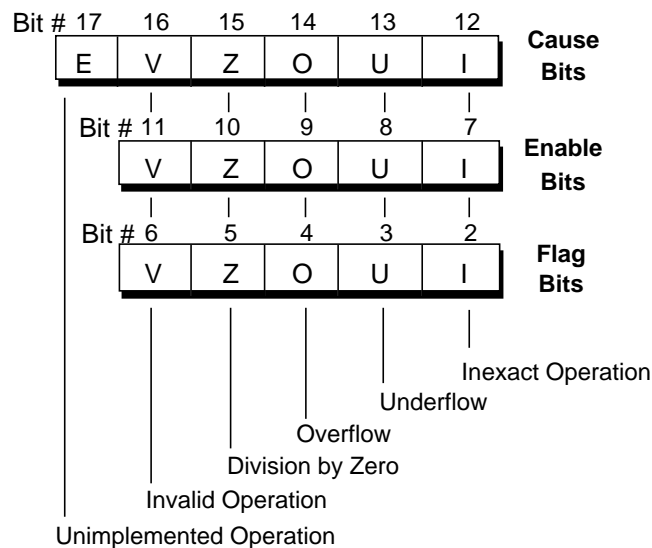 Bit # 17 16 15 14 13 12
E V Z O U I
Cause
Bits
Bit # 11 10 9 8 7
V Z O U I
Enable
Bits
Bit # 6 5 4 3 2
V Z O U I
Flag
Bits
Inexact Operation
Underflow
Overflow
Division by Zero
Invalid Operation
Unimplemented Operation